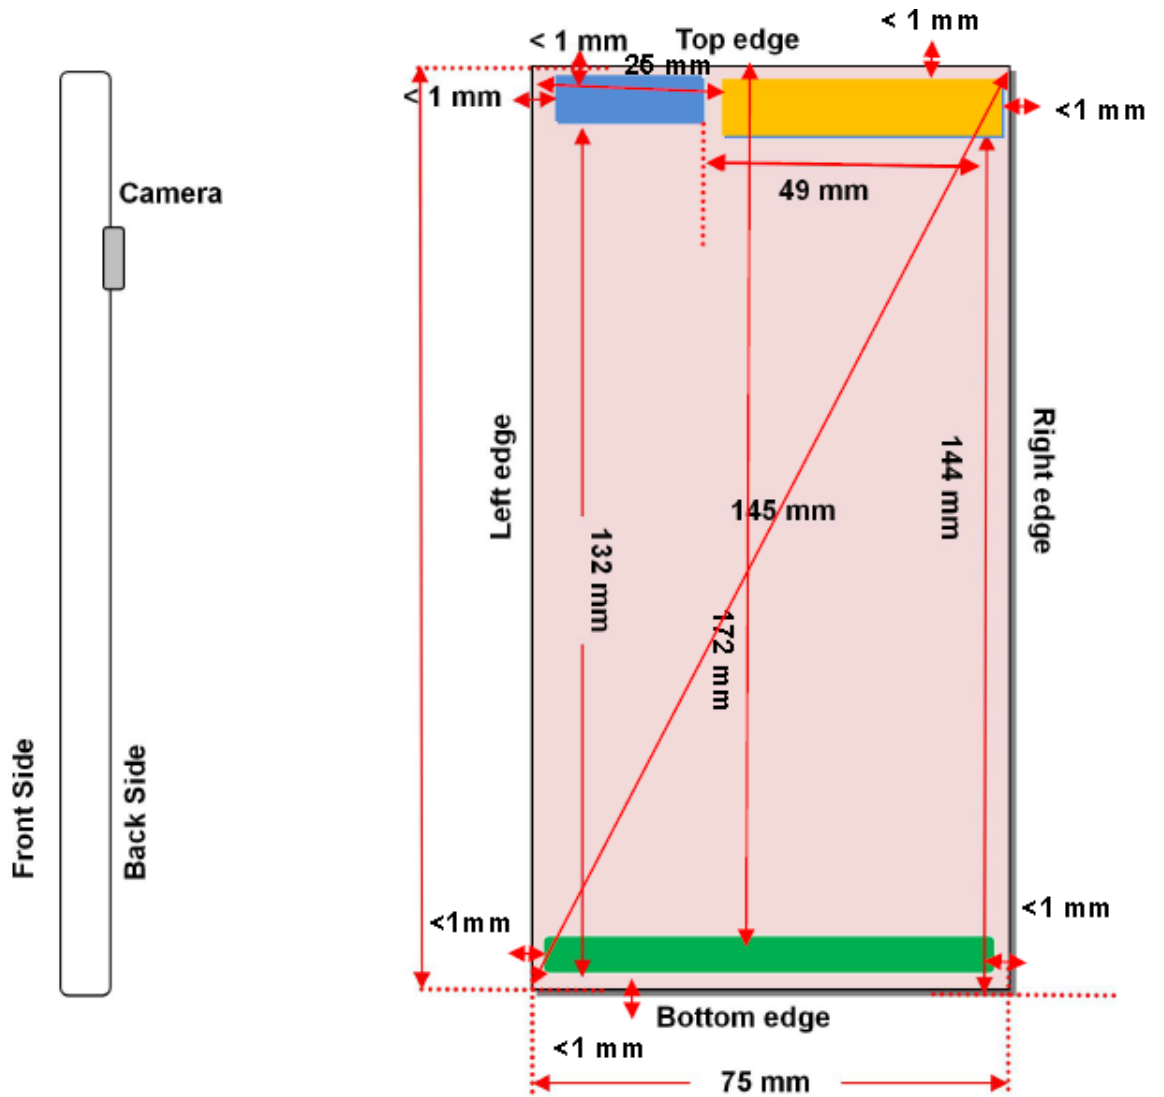 < 1 mm
< 1 mm
Top edge
25 mm
< 1 mm
<1 mm
Camera
49 mm
Left edge
Right edge
144 mm
145 mm
132 mm
172 mm
Front Side
Back Side
<1mm
<1 mm
Bottom edge
<1 mm
75 mm